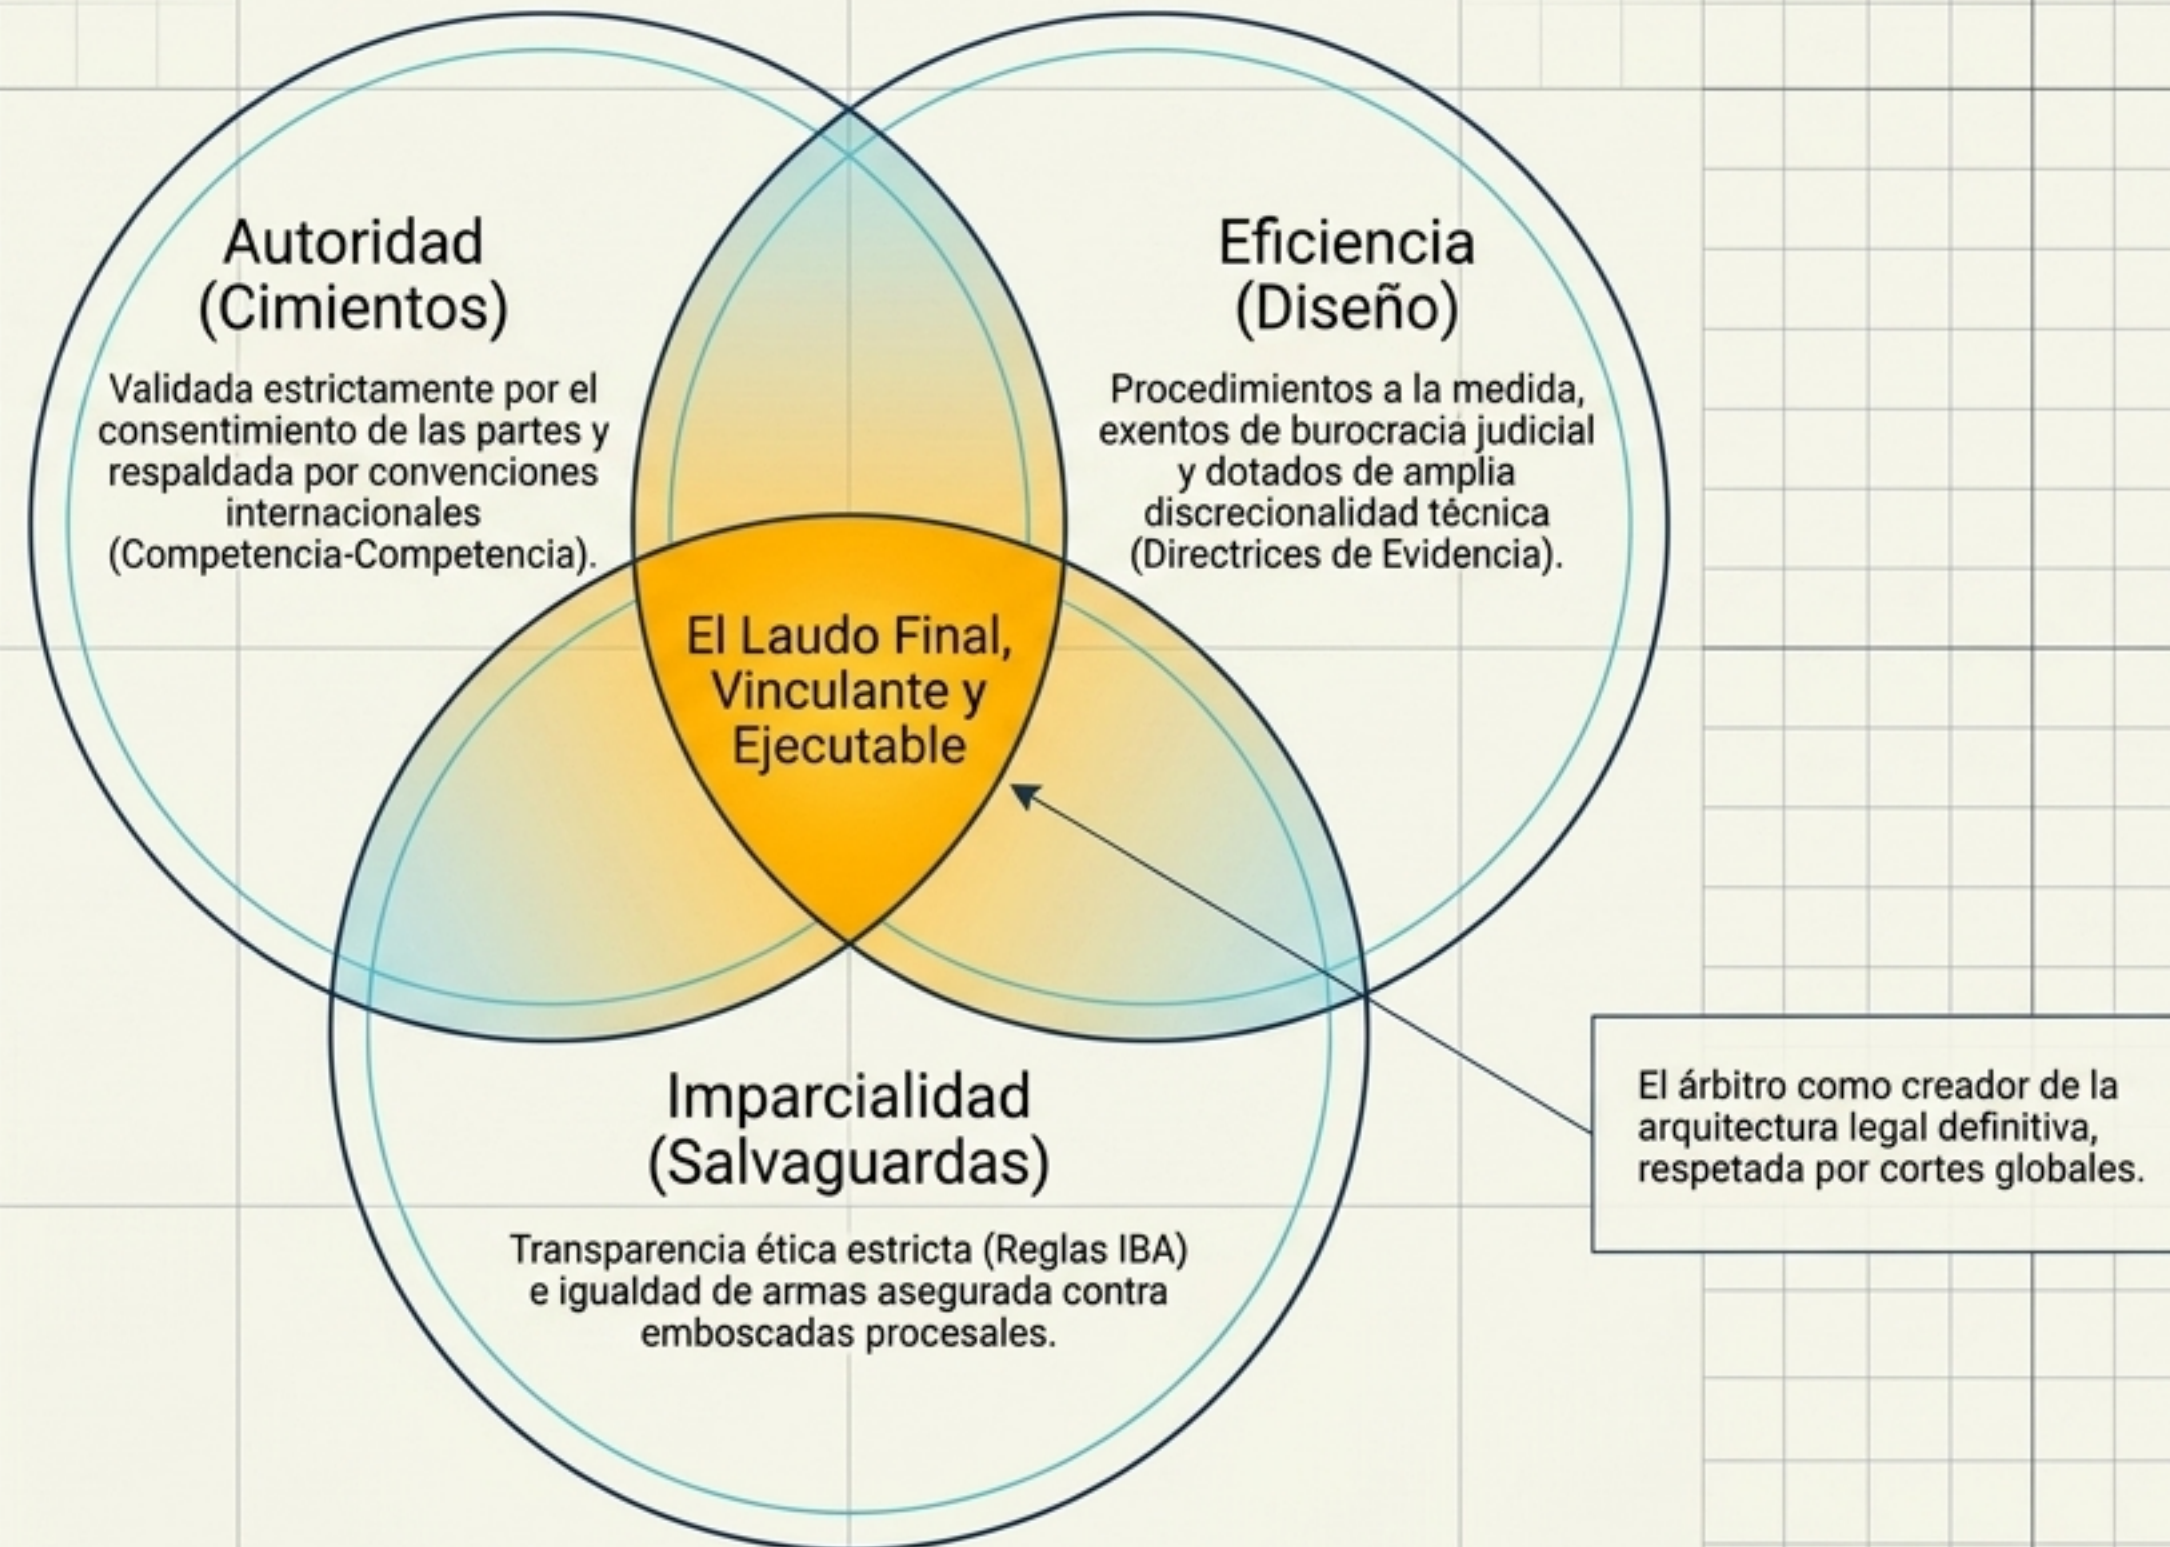 Autoridad
(Cimientos)
Validada estrictamente por el
consentimiento de las partes y
respaldada por convenciones
internacionales
(Competencia-Competencia).
Eficiencia
(Diseño)
Procedimientos a la medida,
exentos de burocracia judicial
y dotados de amplia
discrecionalidad técnica
(Directrices de Evidencia).
El Laudo Final,
Vinculante y
Ejecutable
Imparcialidad
(Salvaguardas)
Transparencia ética estricta (Reglas IBA)
e igualdad de armas asegurada contra
emboscadas procesales.
El árbitro como creador de la
arquitectura legal definitiva,
respetada por cortes globales.